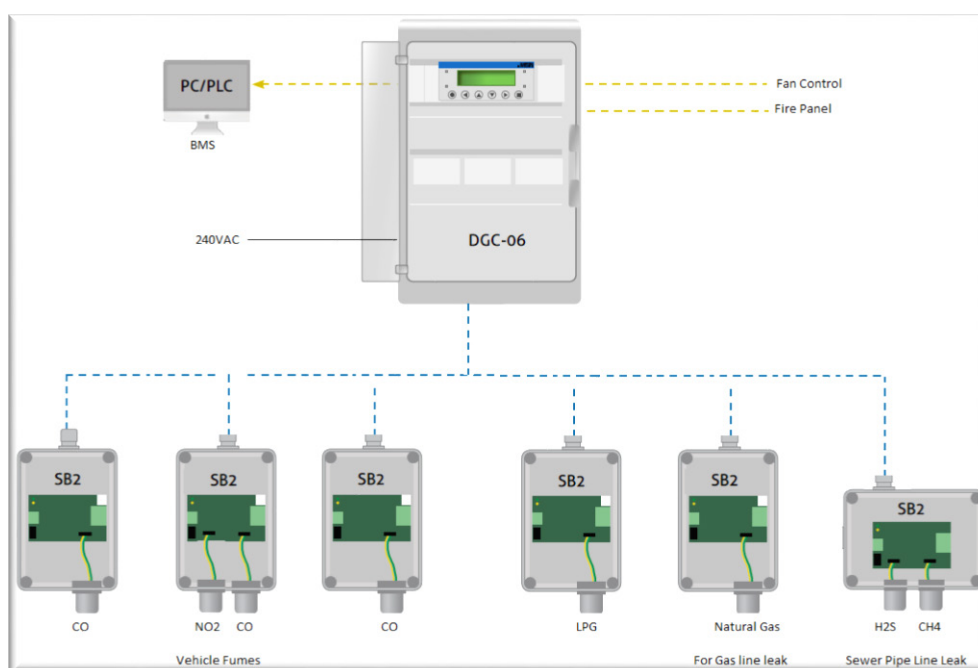 PC/PLC
BMS
Fan Control
Fire Panel
240VAC
DGC-06
SB2
SB2
SB2
SB2
SB2
SB2
CO
NO2 CO
CO
LPG
Natural Gas
H2S CH4
Vehicle Fumes
For Gas line leak
Sewer Pipe Line Leak